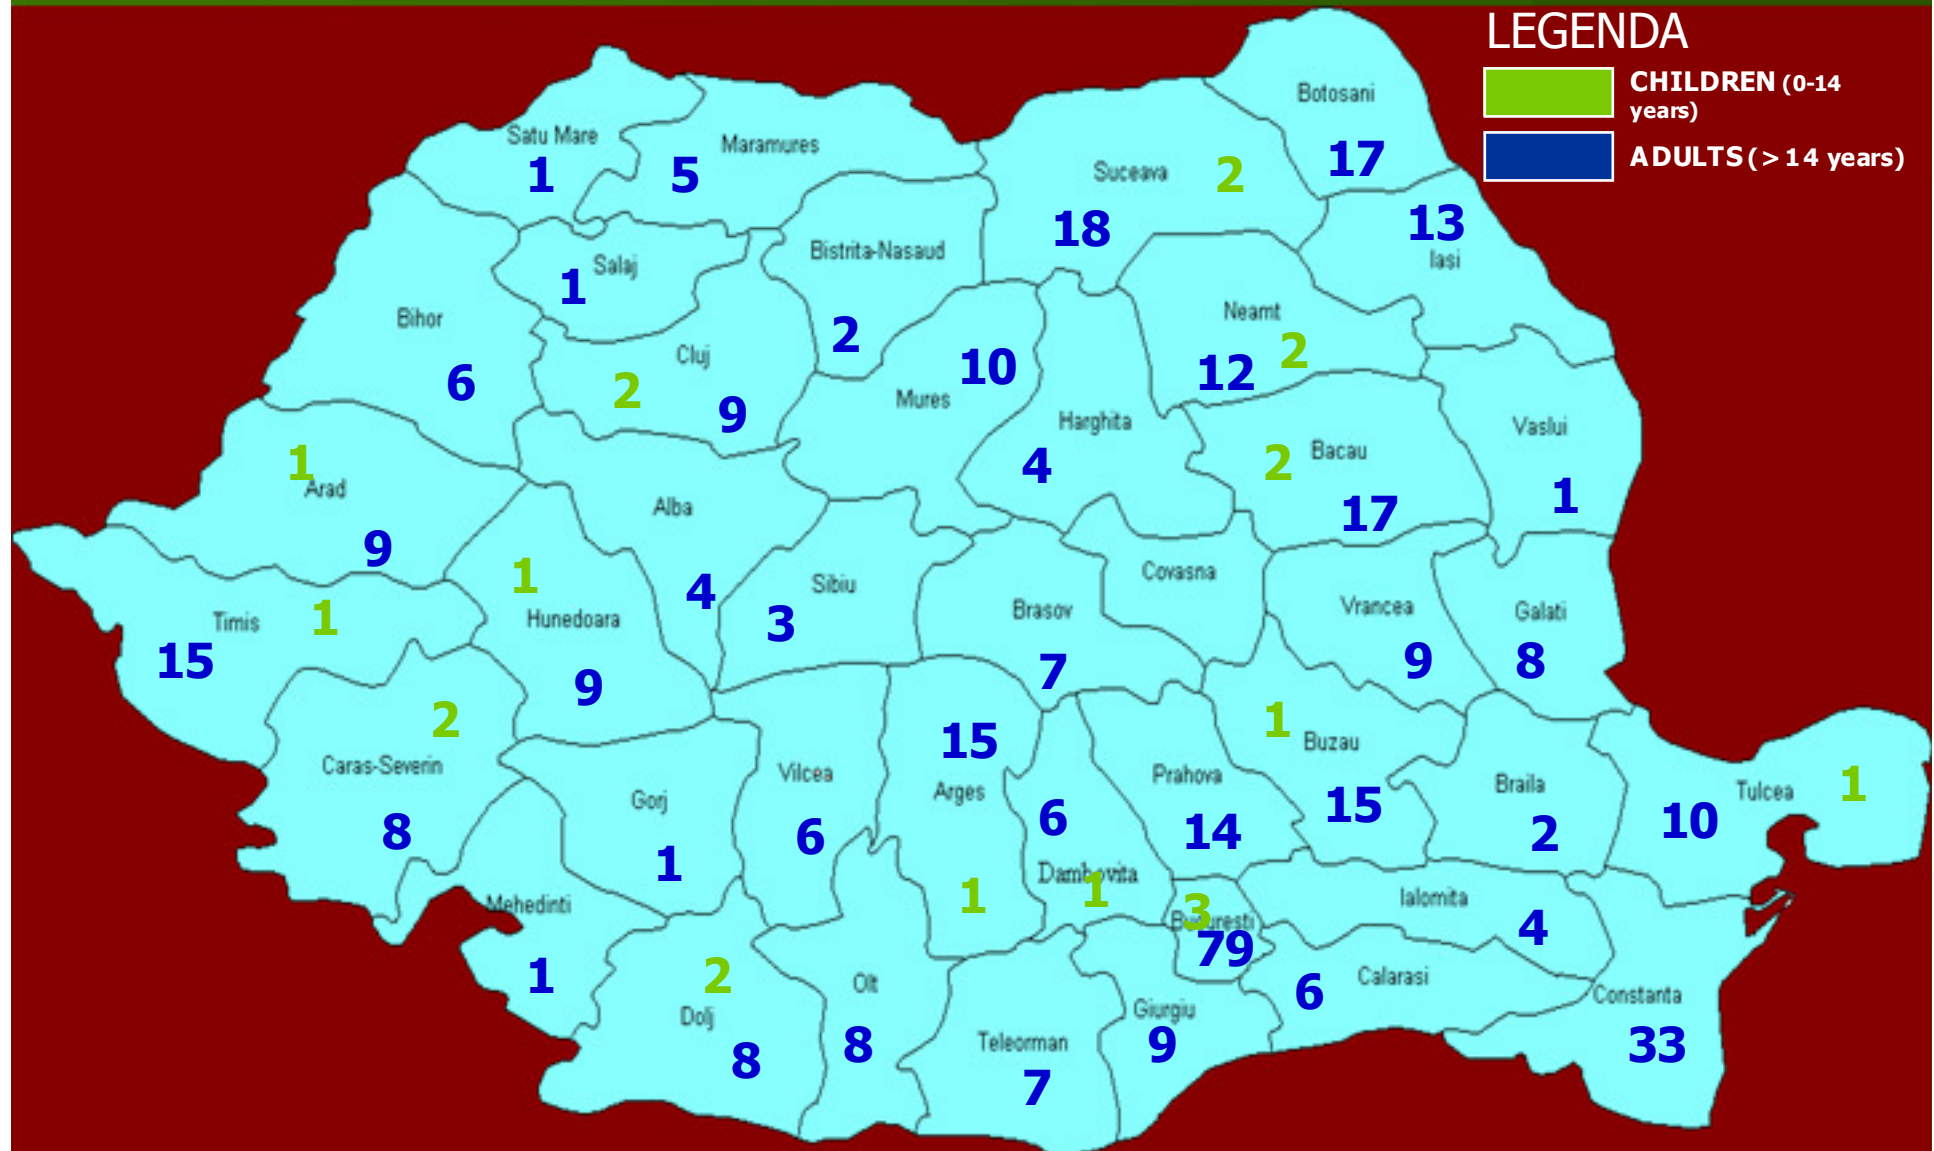 LEGENDA
CHILDREN (0-14
years)
ADULTS (>14 years)
Botosani
17
Satu Mare
1
Maramures
5
Suceava
2
18
13
Iasi
Salaj
1
Bistrita-Nasaud
2
Bihor
6
Cluj
2
9
Mures
10
Neamt
12
2
Harghita
4
Bacau
2
17
Vaslui
1
1
Arad
9
Alba
4
Timis
1
15
1
Hunedoara
9
Sibiu
3
Brasov
7
Covasna
Vrancea
9
Galati
8
2
Caras-Severin
8
Gorj
1
Vilcea
6
15
Arges
1
6
Dambovita
1
Prahova
14
1
Buzau
15
Braila
2
Tulcea
1
10
Mehedinti
1
2
Dolj
8
Olt
8
Teleorman
7
3
Bucuresti
79
Giurgiu
9
Ialomita
4
Calarasi
6
Constanta
33